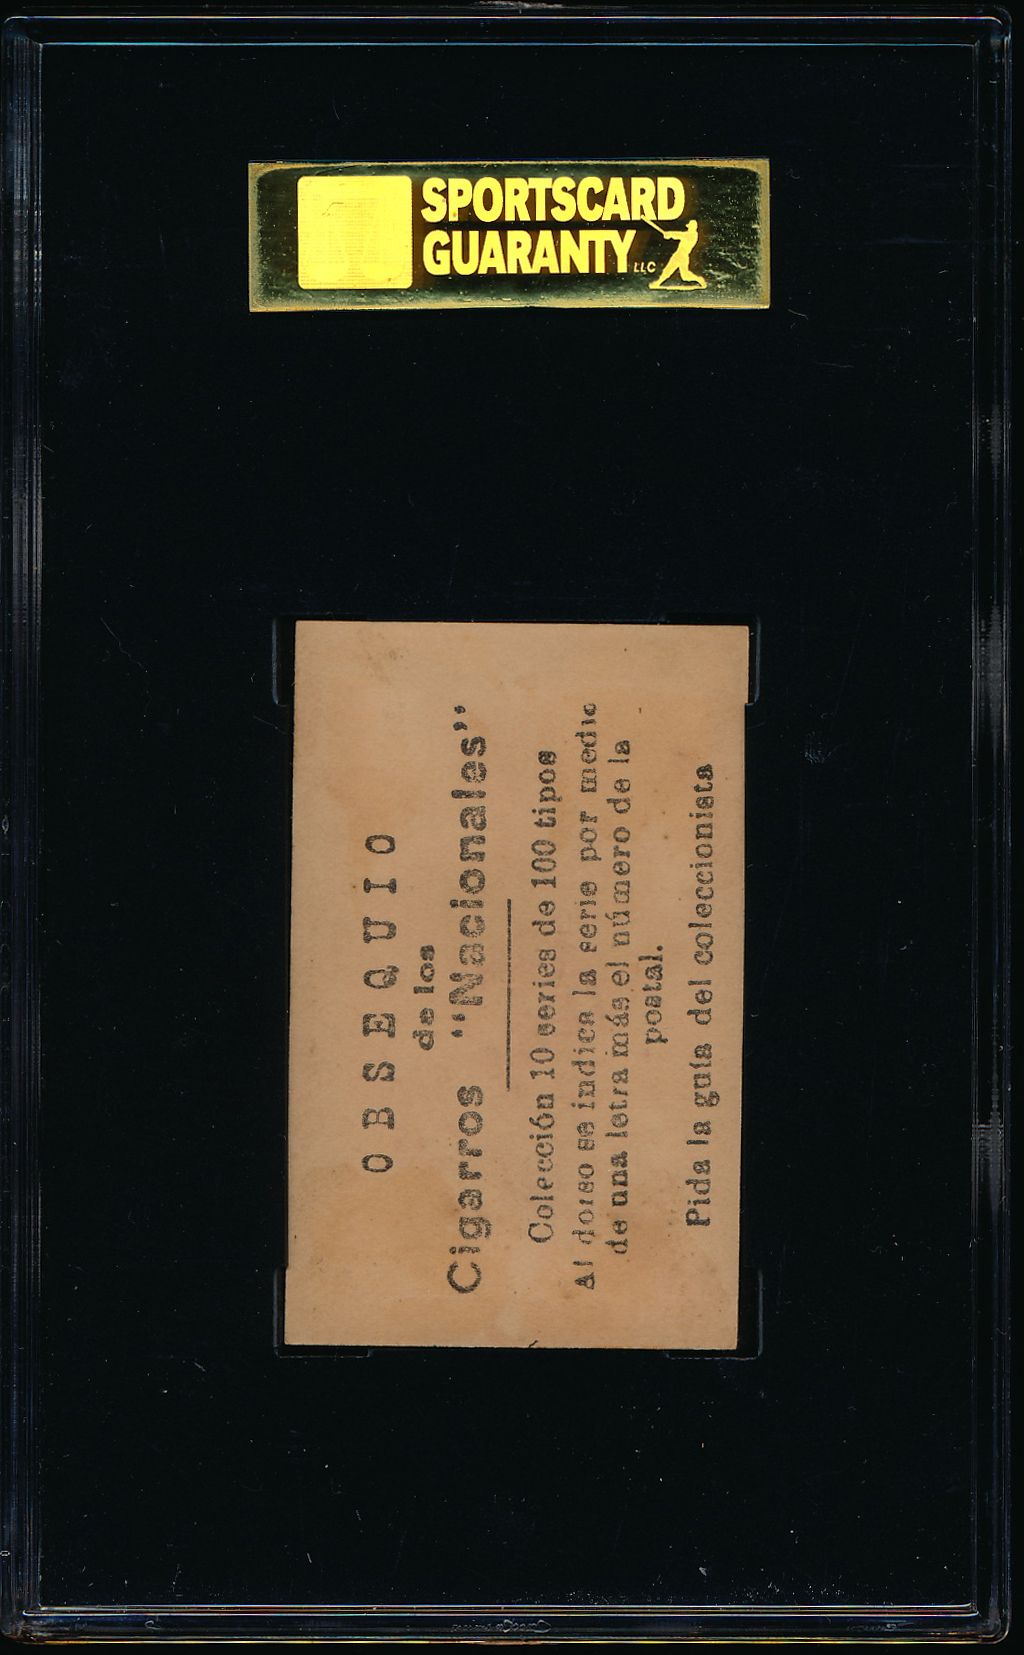 SPORTSCARD
GUARANTY LLC
OBSEQUIO
de los
Cigarros "Nacionales"
Colección 10 series de 100 tipos
Al dorso se indica la serie por medio
de una letra más el número de la
postal.
Pida la guía del coleccionista